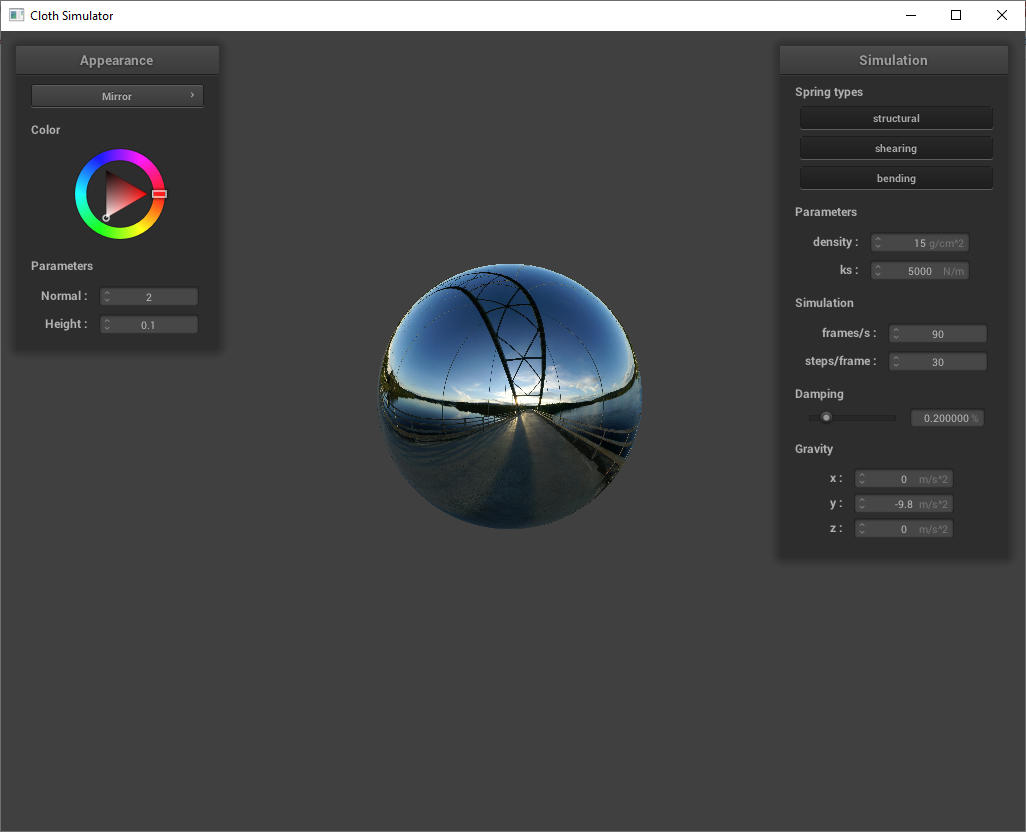 Cloth Simulator
Appearance
Mirror
Color
Parameters
Normal : 2
Height : 0.1
Simulation
Spring types
structural
shearing
bending
Parameters
density : 15 g/cm^2
ks : 5000 N/m
Simulation
frames/s : 90
steps/frame : 30
Damping
0.200000 %
Gravity
x : 0 m/s^2
y : -9.8 m/s^2
z : 0 m/s^2